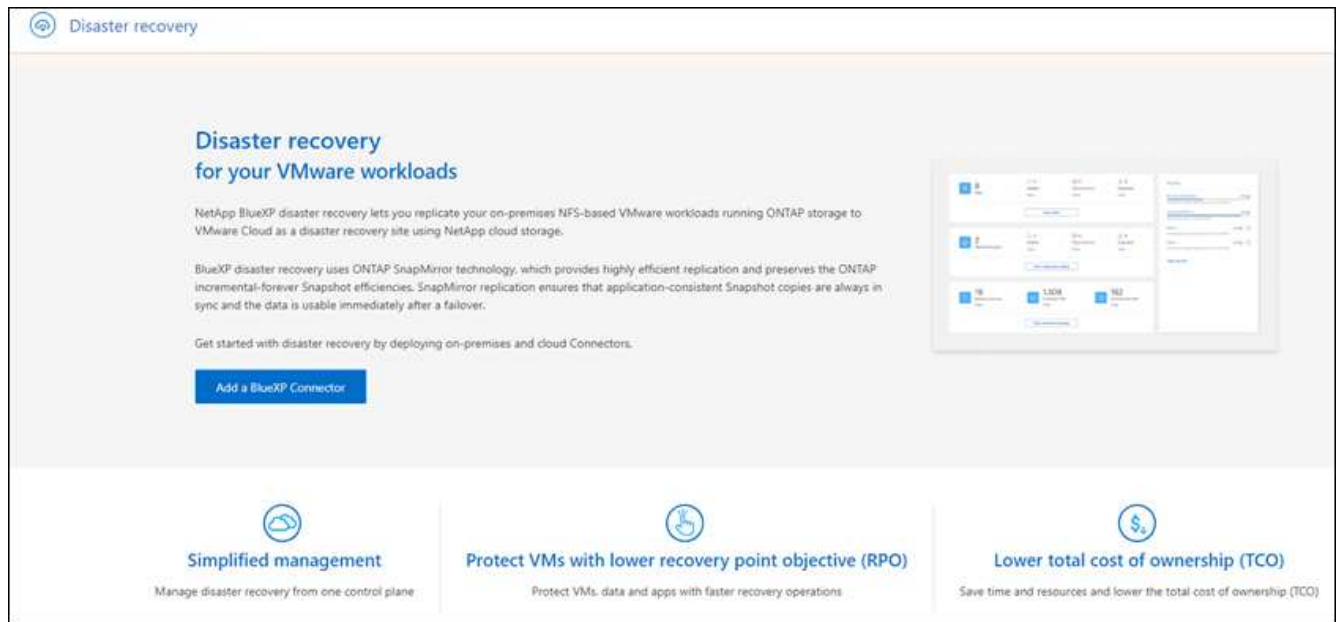 Disaster recovery
Disaster recovery
for your VMware workloads
NetApp BlueXP disaster recovery lets you replicate your on-premises NFS-based VMware workloads running ONTAP storage to
VMware Cloud as a disaster recovery site using NetApp cloud storage.
BlueXP disaster recovery uses ONTAP SnapMirror technology, which provides highly efficient replication and preserves the ONTAP
incremental-forever Snapshot efficiencies. SnapMirror replication ensures that application-consistent Snapshot copies are always in
sync and the data is usable immediately after a failover.
Get started with disaster recovery by deploying on-premises and cloud Connectors.
Add a BlueXP Connector
Simplified management
Manage disaster recovery from one control plane
Protect VMs with lower recovery point objective (RPO)
Protect VMs, data and apps with faster recovery operations
Lower total cost of ownership (TCO)
Save time and resources and lower the total cost of ownership (TCO)